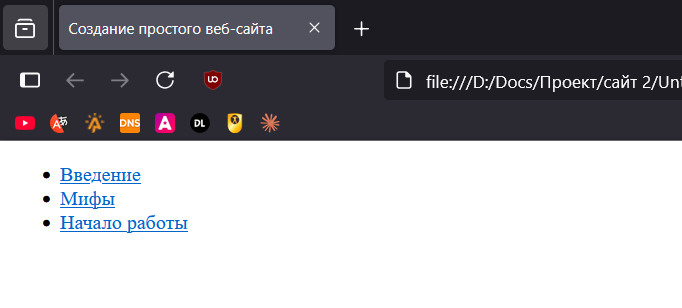 Создание простого веб-сайта
file:///D:/Docs/Проект/сайт 2/Unt
DNS
DL
Введение
Мифы
Начало работы